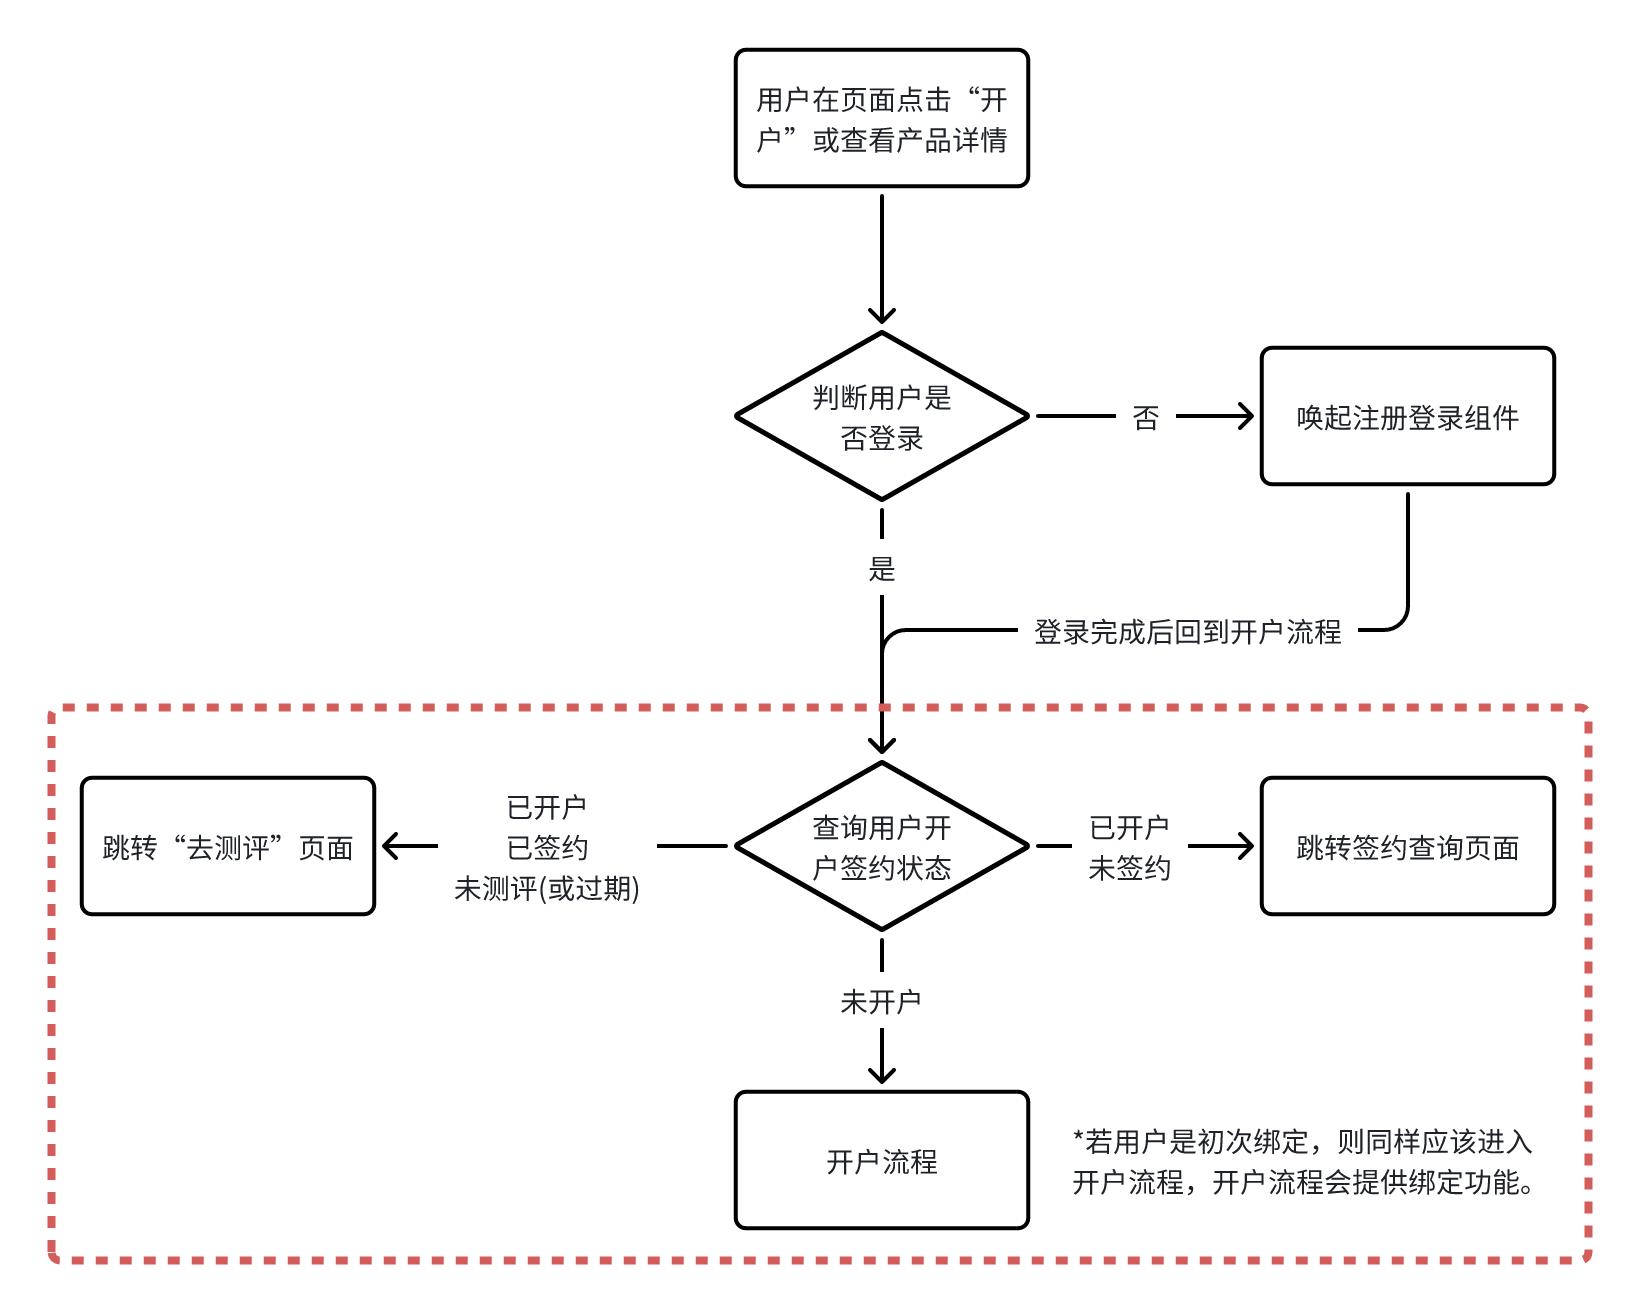 用户在页面点击“开
户”或查看产品详情
判断用户是
否登录
否
唤起注册登录组件
是
登录完成后回到开户流程
跳转“去测评”页面
已开户
已签约
未测评(或过期)
查询用户开
户签约状态
已开户
未签约
跳转签约查询页面
未开户
开户流程
*若用户是初次绑定，则同样应该进入
开户流程，开户流程会提供绑定功能。